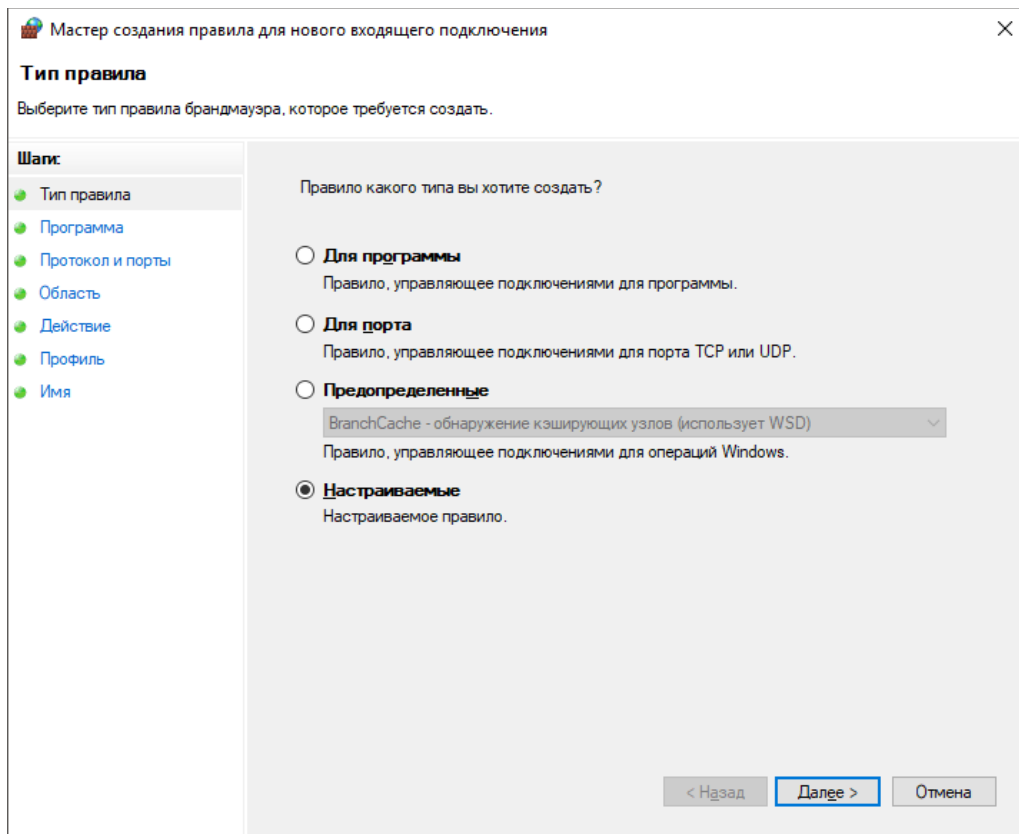 Мастер создания правила для нового входящего подключения
Тип правила
Выберите тип правила брандмауэра, которое требуется создать.
Шаги:
Тип правила
Программа
Протокол и порты
Область
Действие
Профиль
Имя
Правило какого типа вы хотите создать?
Для программы
Правило, управляющее подключениями для программы.
Для порта
Правило, управляющее подключениями для порта TCP или UDP.
Предопределенные
BranchCache - обнаружение кэширующих узлов (использует WSD)
Правило, управляющее подключениями для операций Windows.
Настраиваемые
Настраиваемое правило.
< Назад
Далее >
Отмена